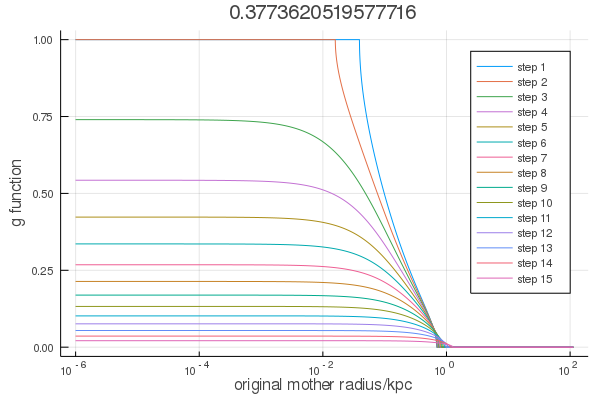 0.3773620519577716
1.00
0.75
0.50
0.25
0.00
g function
10^-6
10^-4
10^-2
10^0
10^2
original mother radius/kpc
step 1
step 2
step 3
step 4
step 5
step 6
step 7
step 8
step 9
step 10
step 11
step 12
step 13
step 14
step 15